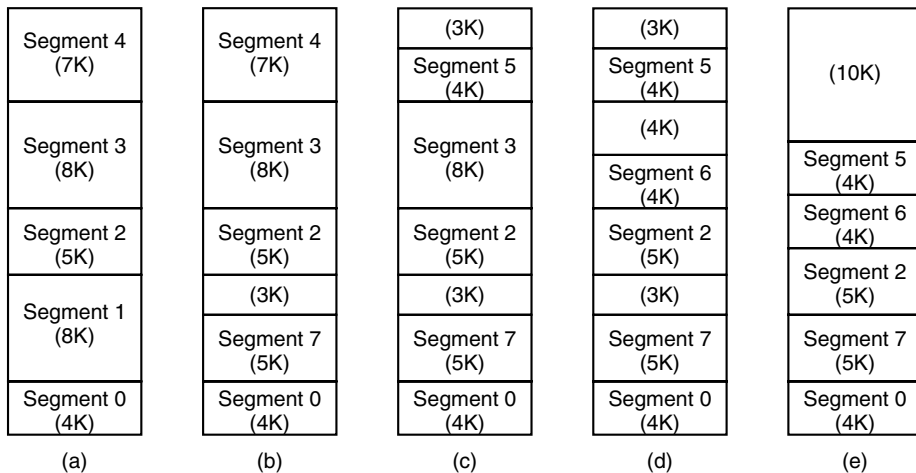 Segment 4
(7K)
Segment 3
(8K)
Segment 2
(5K)
Segment 1
(8K)
Segment 0
(4K)
(a)
Segment 4
(7K)
Segment 3
(8K)
Segment 2
(5K)
(3K)
Segment 7
(5K)
Segment 0
(4K)
(b)
(3K)
Segment 5
(4K)
Segment 3
(8K)
Segment 2
(5K)
(3K)
Segment 7
(5K)
Segment 0
(4K)
(c)
(3K)
Segment 5
(4K)
(4K)
Segment 6
(4K)
Segment 2
(5K)
(3K)
Segment 7
(5K)
Segment 0
(4K)
(d)
(10K)
Segment 5
(4K)
Segment 6
(4K)
Segment 2
(5K)
Segment 7
(5K)
Segment 0
(4K)
(e)